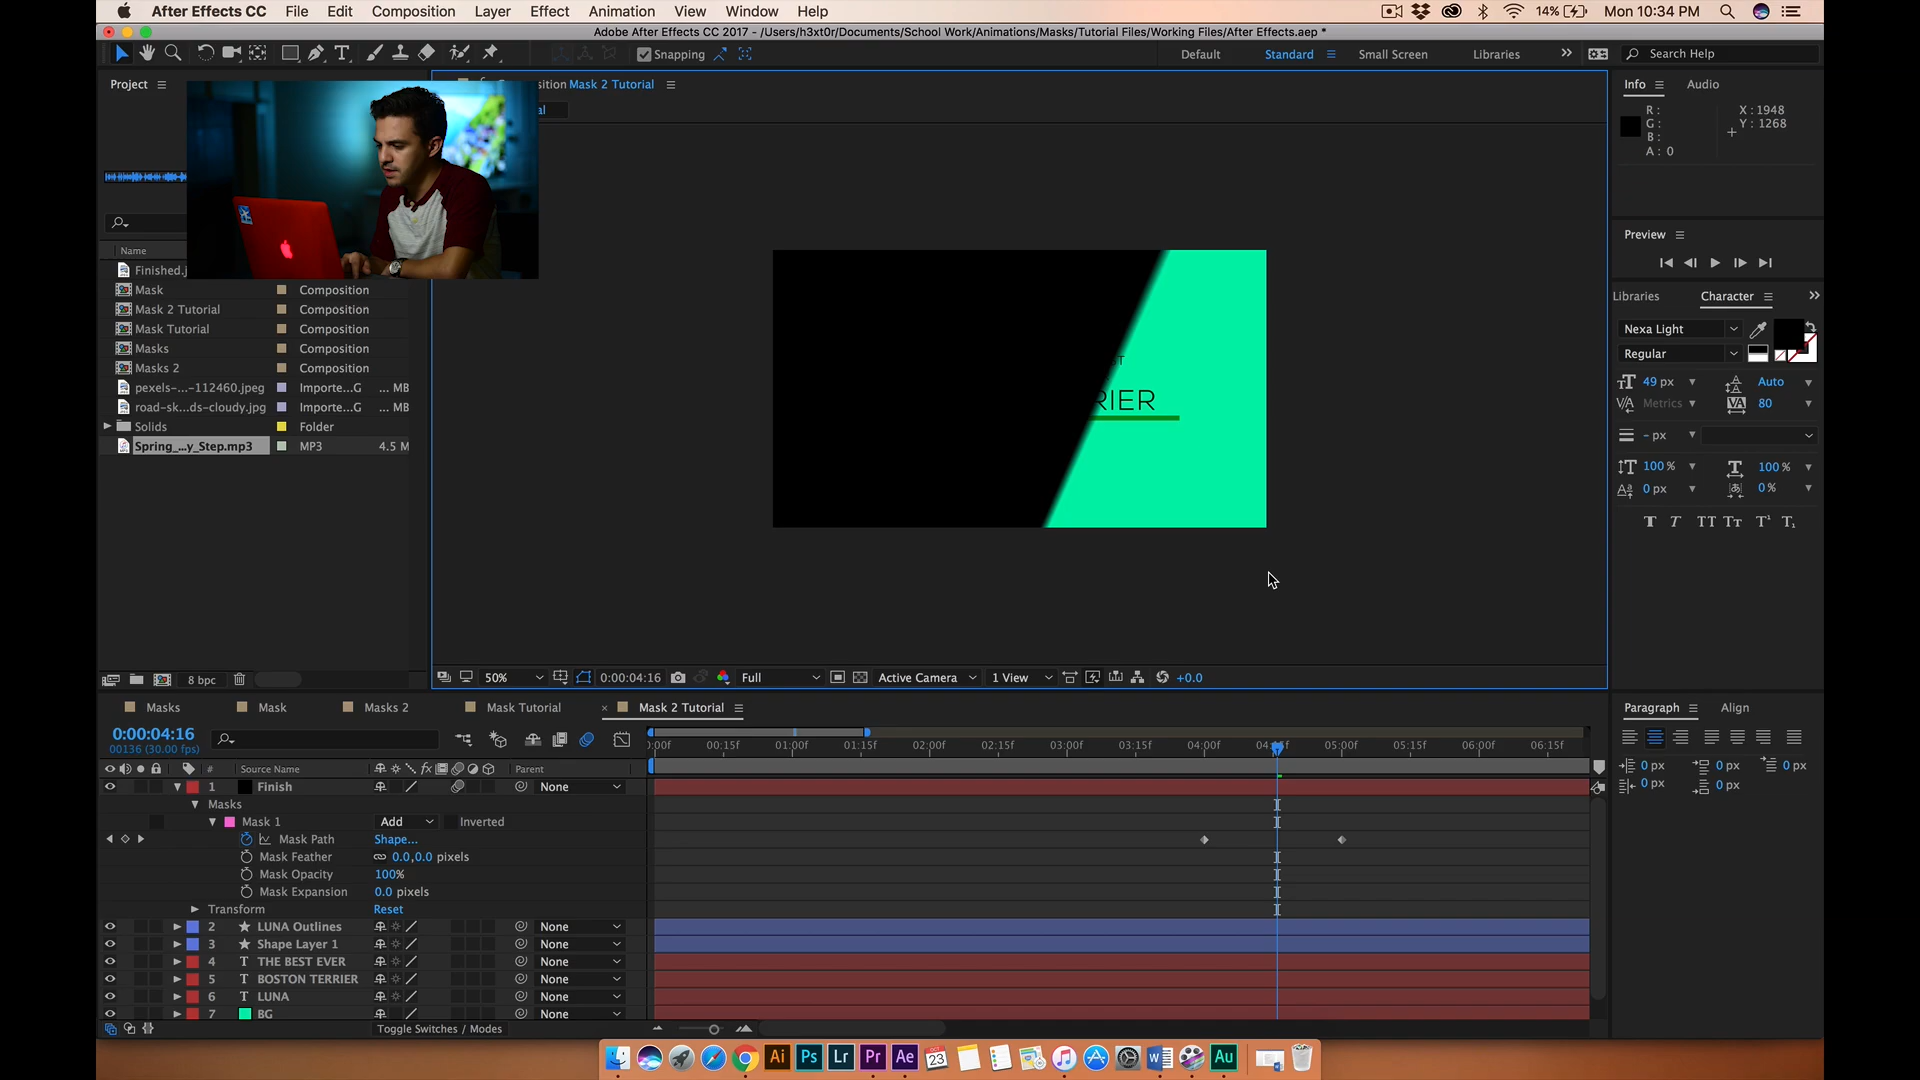 After Effects CC File Edit Composition Layer Effect Animation View Window Help 14% Mon 10:34 PM
Adobe After Effects CC 2017 - /Users/h3xt0r/Documents/School Work/Animations/Masks/Tutorial Files/Working Files/After Effects.aep *
Snapping Default Standard Small Screen Libraries Search Help
Project sition Mask 2 Tutorial Info Audio
al
R: X: 1948
G: Y: 1268
B:
A: 0
Name
Finished.j
Mask Composition
Mask 2 Tutorial Composition
Mask Tutorial Composition
Masks Composition
Masks 2 Composition
pexels-...-112460.jpeg Importe...G ... MB
road-sk...ds-cloudy.jpg Importe...G ... MB
Solids Folder
Spring_...y_Step.mp3 MP3 4.5 M
RIER
Preview
Libraries Character
Nexa Light
Regular
49 px Auto
Metrics 80
- px
100 % 100 %
0 px 0 %
T T TT Tt T¹ T₁
8 bpc 50% 0:00:04:16 Full Active Camera 1 View +0.0
Masks Mask Masks 2 Mask Tutorial Mask 2 Tutorial Paragraph Align
0:00:04:16
00136 (30.00 fps)
:00f 00:15f 01:00f 01:15f 02:00f 02:15f 03:00f 03:15f 04:00f 05:00f 05:15f 06:00f 06:15f
# Source Name Parent
1 Finish None
Masks
Mask 1 Add Inverted
Mask Path Shape...
Mask Feather 0.0,0.0 pixels
Mask Opacity 100%
Mask Expansion 0.0 pixels
Transform Reset
2 LUNA Outlines None
3 Shape Layer 1 None
4 T THE BEST EVER None
5 T BOSTON TERRIER None
6 T LUNA None
7 BG None
Toggle Switches / Modes
0 px 0 px 0 px
0 px 0 px
Ai Ps Lr Pr Ae OCT 23 W Au